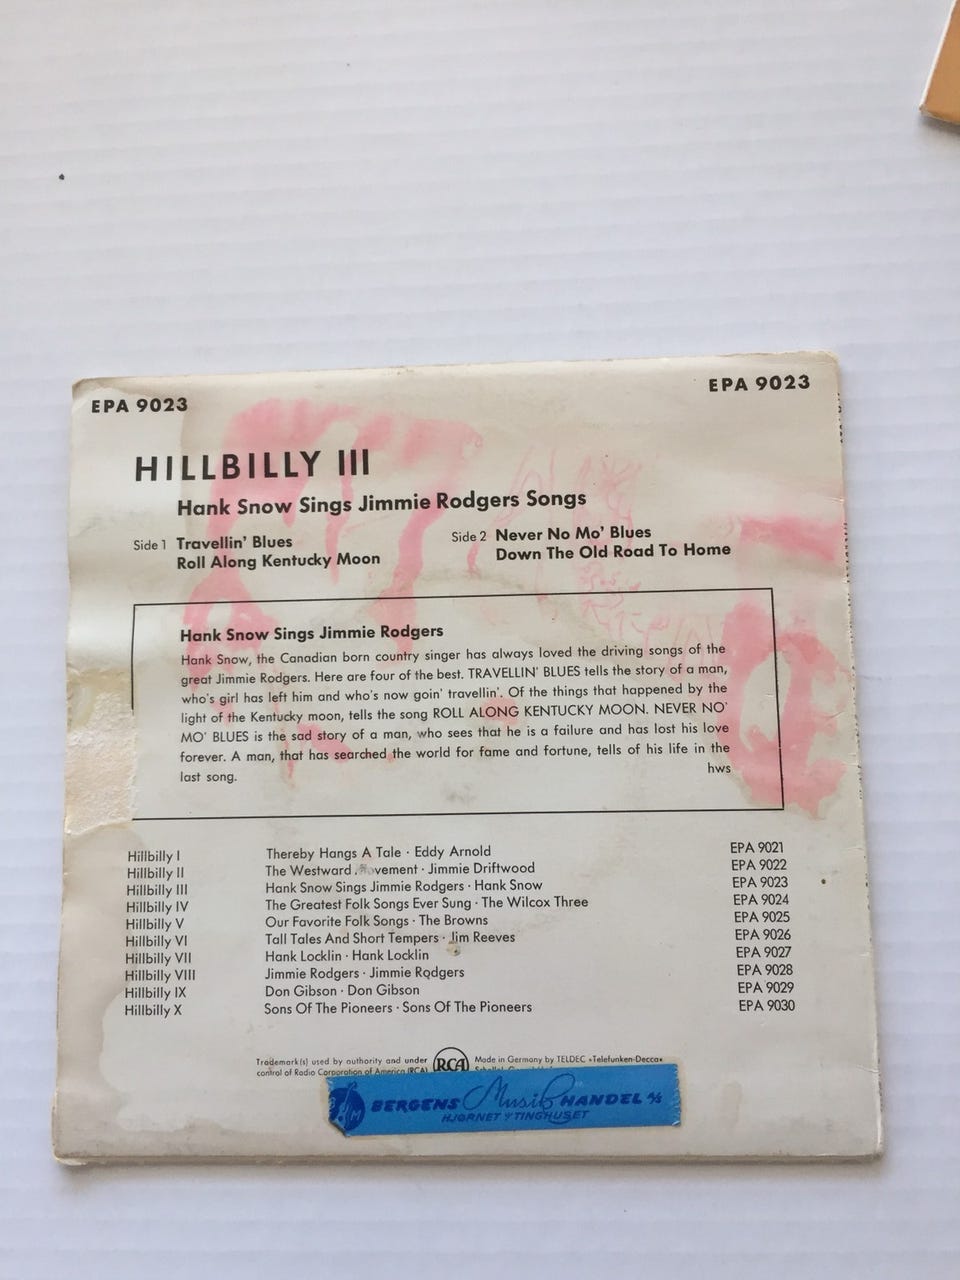 EPA 9023
EPA 9023
HILLBILLY III
Hank Snow Sings Jimmie Rodgers Songs
Side 1 Travellin' Blues
Roll Along Kentucky Moon
Side 2 Never No Mo' Blues
Down The Old Road To Home
Hank Snow Sings Jimmie Rodgers
Hank Snow, the Canadian born country singer has always loved the driving songs of the
great Jimmie Rodgers. Here are four of the best. TRAVELLIN' BLUES tells the story of a man,
who's girl has left him and who's now goin' travellin'. Of the things that happened by the
light of the Kentucky moon, tells the song ROLL ALONG KENTUCKY MOON. NEVER NO'
MO' BLUES is the sad story of a man, who sees that he is a failure and has lost his love
forever. A man, that has searched the world for fame and fortune, tells of his life in the
last song. hws
Hillbilly I Thereby Hangs A Tale · Eddy Arnold EPA 9021
Hillbilly II The Westward · Jimmie Driftwood EPA 9022
Hillbilly III Hank Snow Sings Jimmie Rodgers · Hank Snow EPA 9023
Hillbilly IV The Greatest Folk Songs Ever Sung · The Wilcox Three EPA 9024
Hillbilly V Our Favorite Folk Songs · The Browns EPA 9025
Hillbilly VI Tall Tales And Short Tempers · Jim Reeves EPA 9026
Hillbilly VII Hank Locklin · Hank Locklin EPA 9027
Hillbilly VIII Jimmie Rodgers · Jimmie Rodgers EPA 9028
Hillbilly IX Don Gibson · Don Gibson EPA 9029
Hillbilly X Sons Of The Pioneers · Sons Of The Pioneers EPA 9030
Trademark(s) used by authority and under
control of Radio Corporation of America (RCA)
RCA
Made in Germany by TELDEC »Telefunken-Decca«
BERGENS Musik HANDEL A/S
HJØRNET V/TINGHUSET